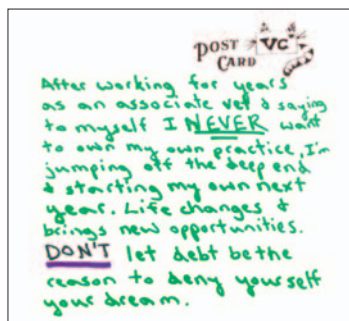 POST CARD VC
After working for years
as an associate vet & saying
to myself I NEVER want
to own my own practice, I'm
jumping off the deep end
& starting my own next
year. Life changes &
brings new opportunities.
DON'T let debt be the
reason to deny yourself
your dream.